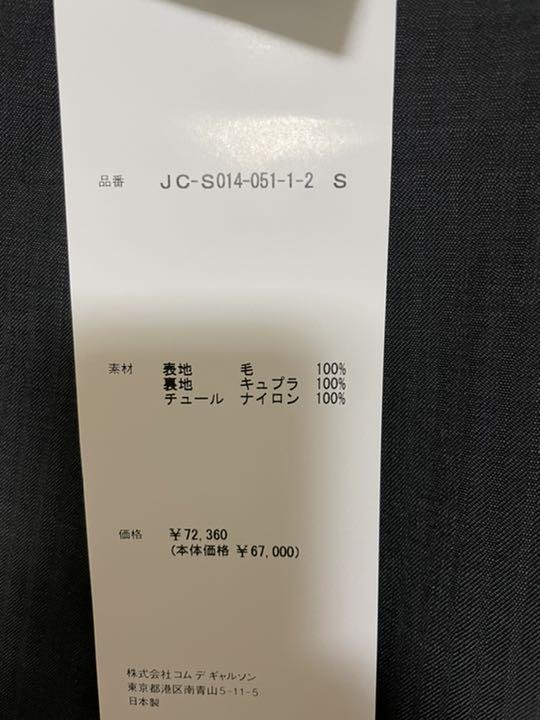 品番 JC-S014-051-1-2 S
素材 表地 毛 100%
裏地 キュプラ 100%
チュール ナイロン 100%
価格 ¥72,360
(本体価格 ¥67,000)
株式会社 コム デ ギャルソン
東京都港区南青山5-11-5
日本製